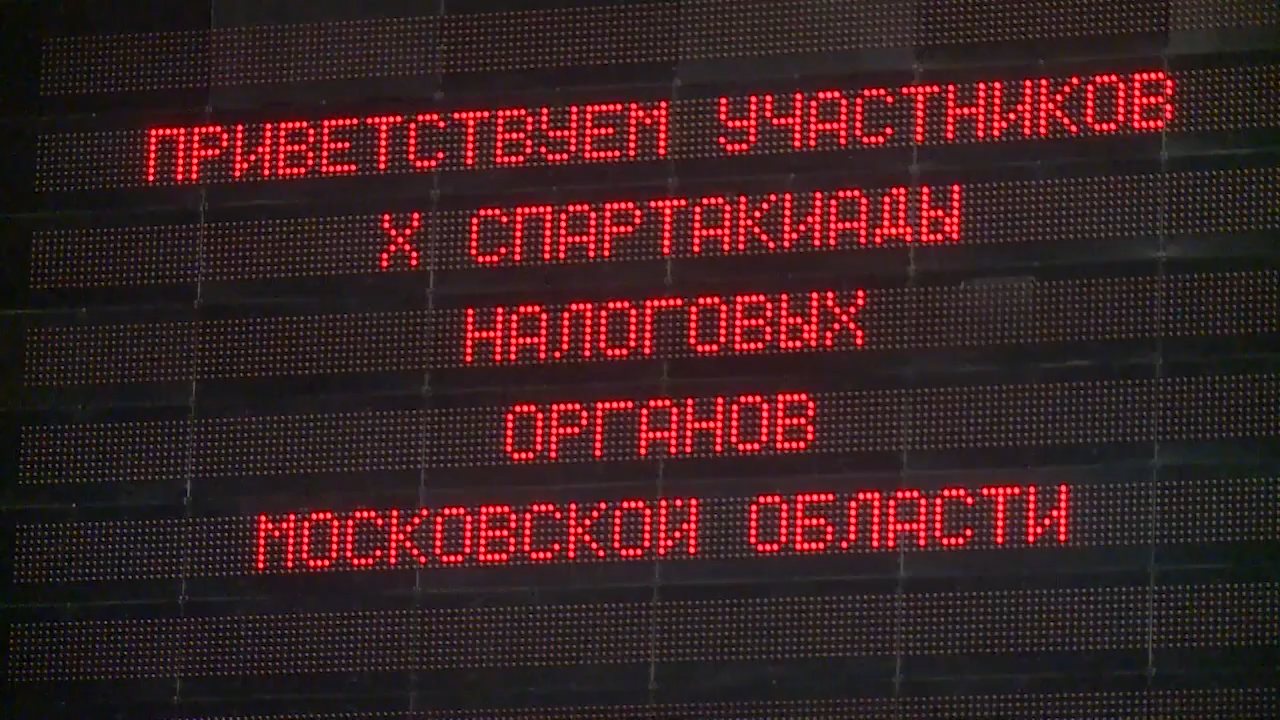 ПРИВЕТСТВУЕМ УЧАСТНИКОВ
X СПАРТАКИАДЫ
НАЛОГОВЫХ
ОРГАНОВ
МОСКОВСКОЙ ОБЛАСТИ